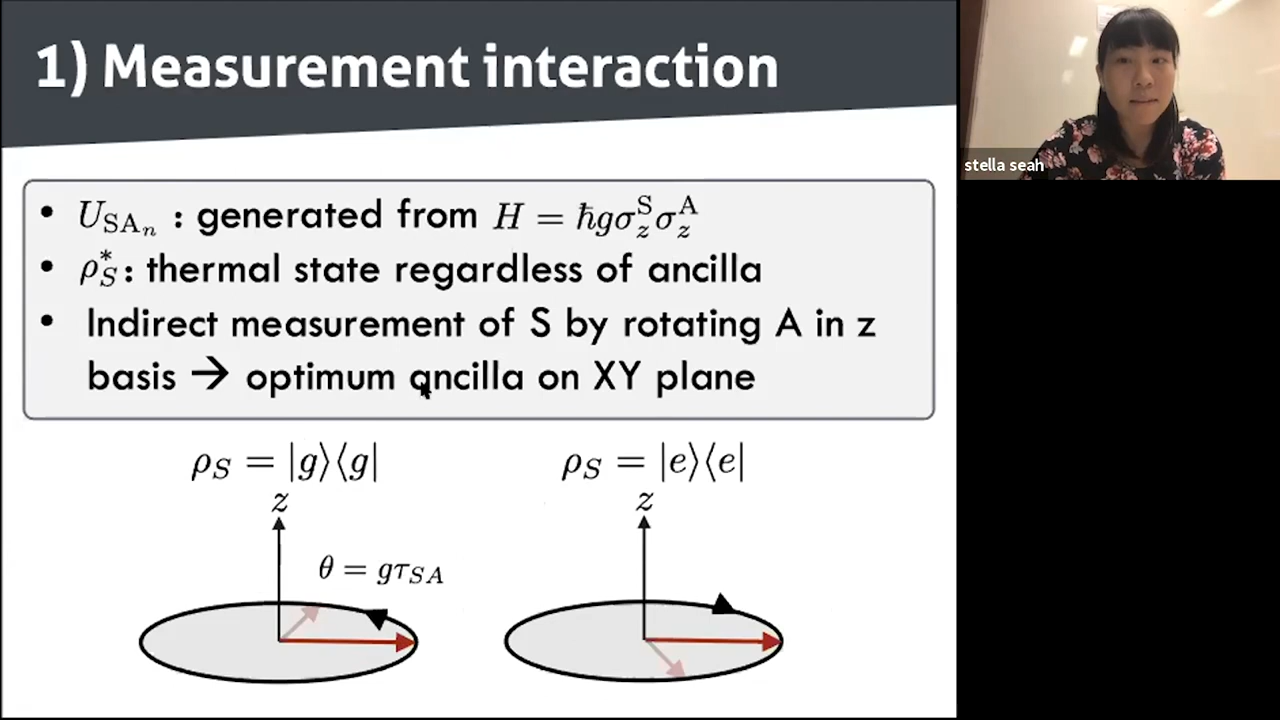 1) Measurement interaction
stella seah
• U_{SA_n} : generated from H = ħgσ_z^S σ_z^A
• ρ_S^*: thermal state regardless of ancilla
• Indirect measurement of S by rotating A in z
basis → optimum ancilla on XY plane
ρ_S = |g⟩⟨g|
ρ_S = |e⟩⟨e|
z
z
θ = gτ_{SA}